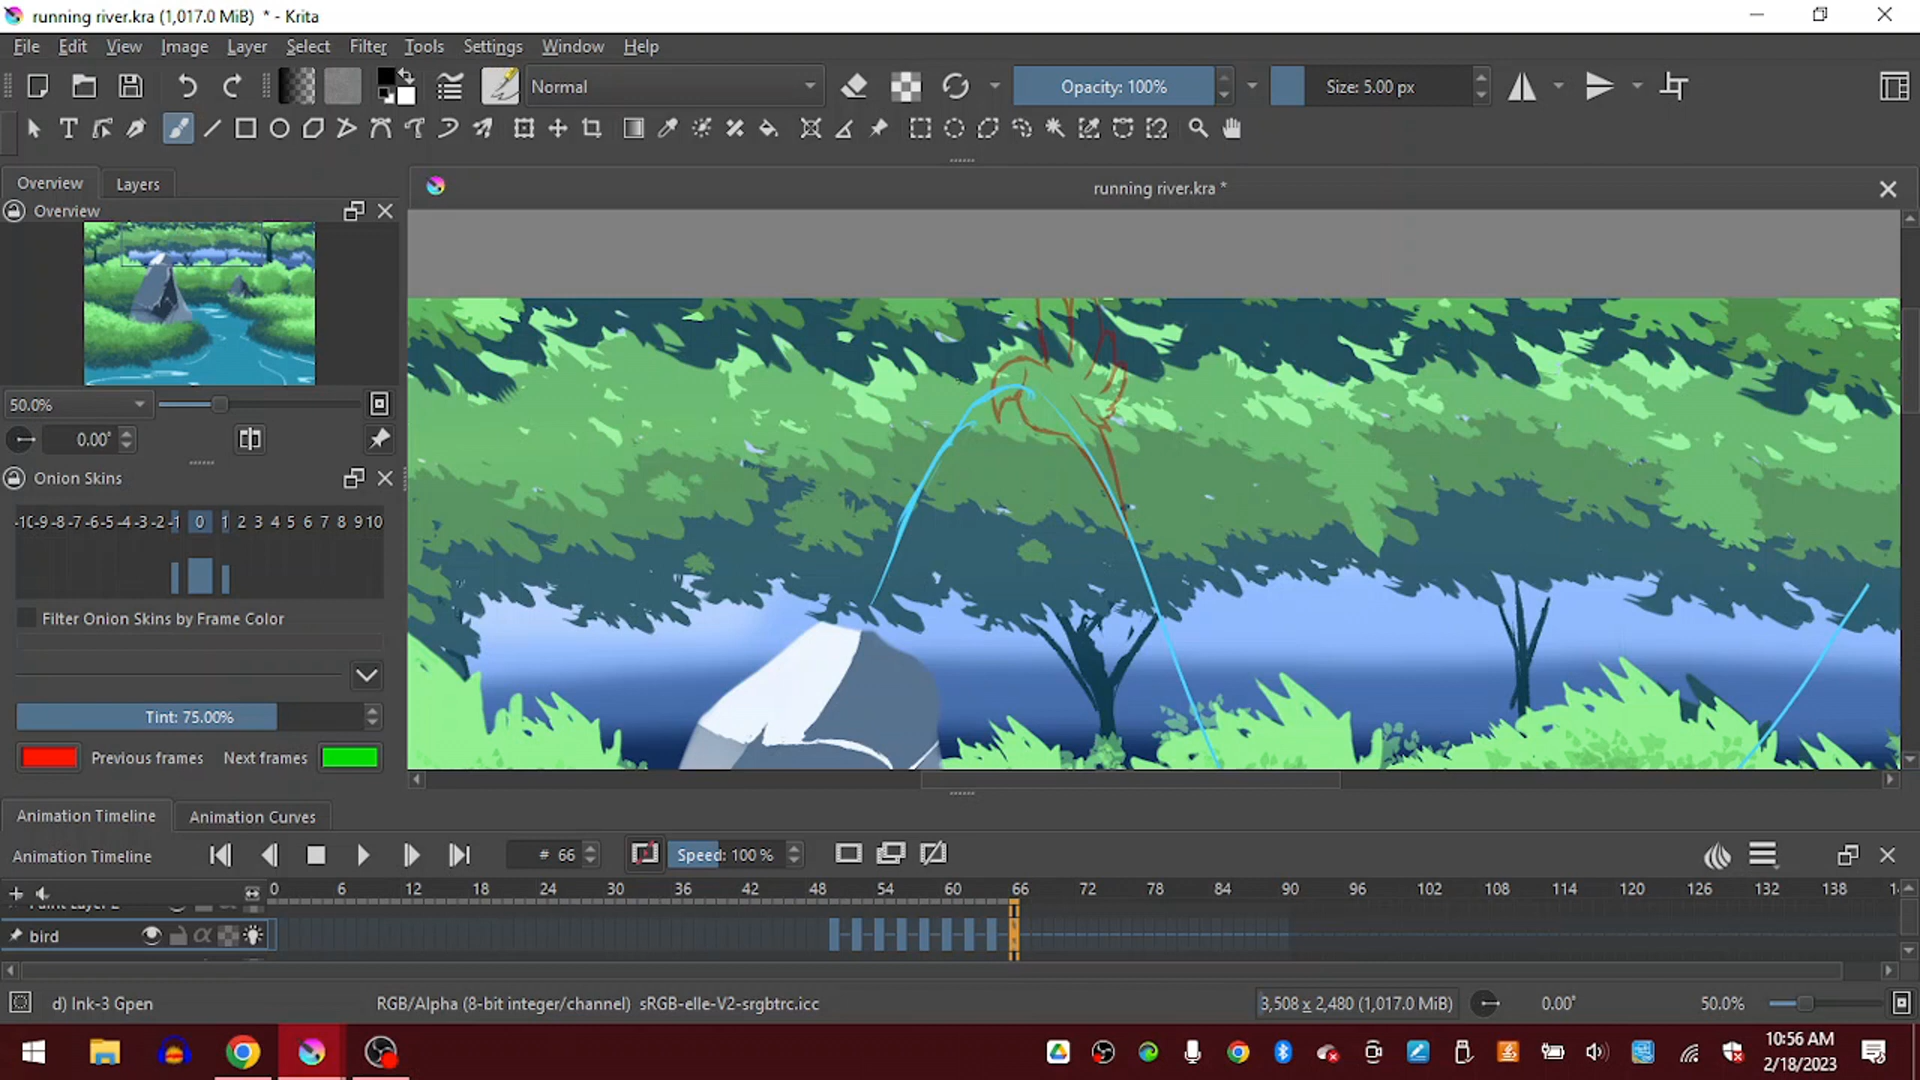 running river.kra (1,017.0 MiB) * - Krita
File Edit View Image Layer Select Filter Tools Settings Window Help
Normal
Opacity: 100%
Size: 5.00 px
Overview Layers
running river.kra *
Overview
50.0%
0.00°
Onion Skins
-9 -8 -7 -6 -5 -4 -3 -2 -1 0 1 2 3 4 5 6 7 8 9 10
Filter Onion Skins by Frame Color
Tint: 75.00%
Previous frames Next frames
Animation Timeline Animation Curves
Animation Timeline
# 66
Speed: 100 %
0 6 12 18 24 30 36 42 48 54 60 66 72 78 84 90 96 102 108 114 120 126 132 138
bird
d) Ink-3 Gpen
RGB/Alpha (8-bit integer/channel) sRGB-elle-V2-srgbtrc.icc
3,508 x 2,480 (1,017.0 MiB)
0.00°
50.0%
10:56 AM
2/18/2023